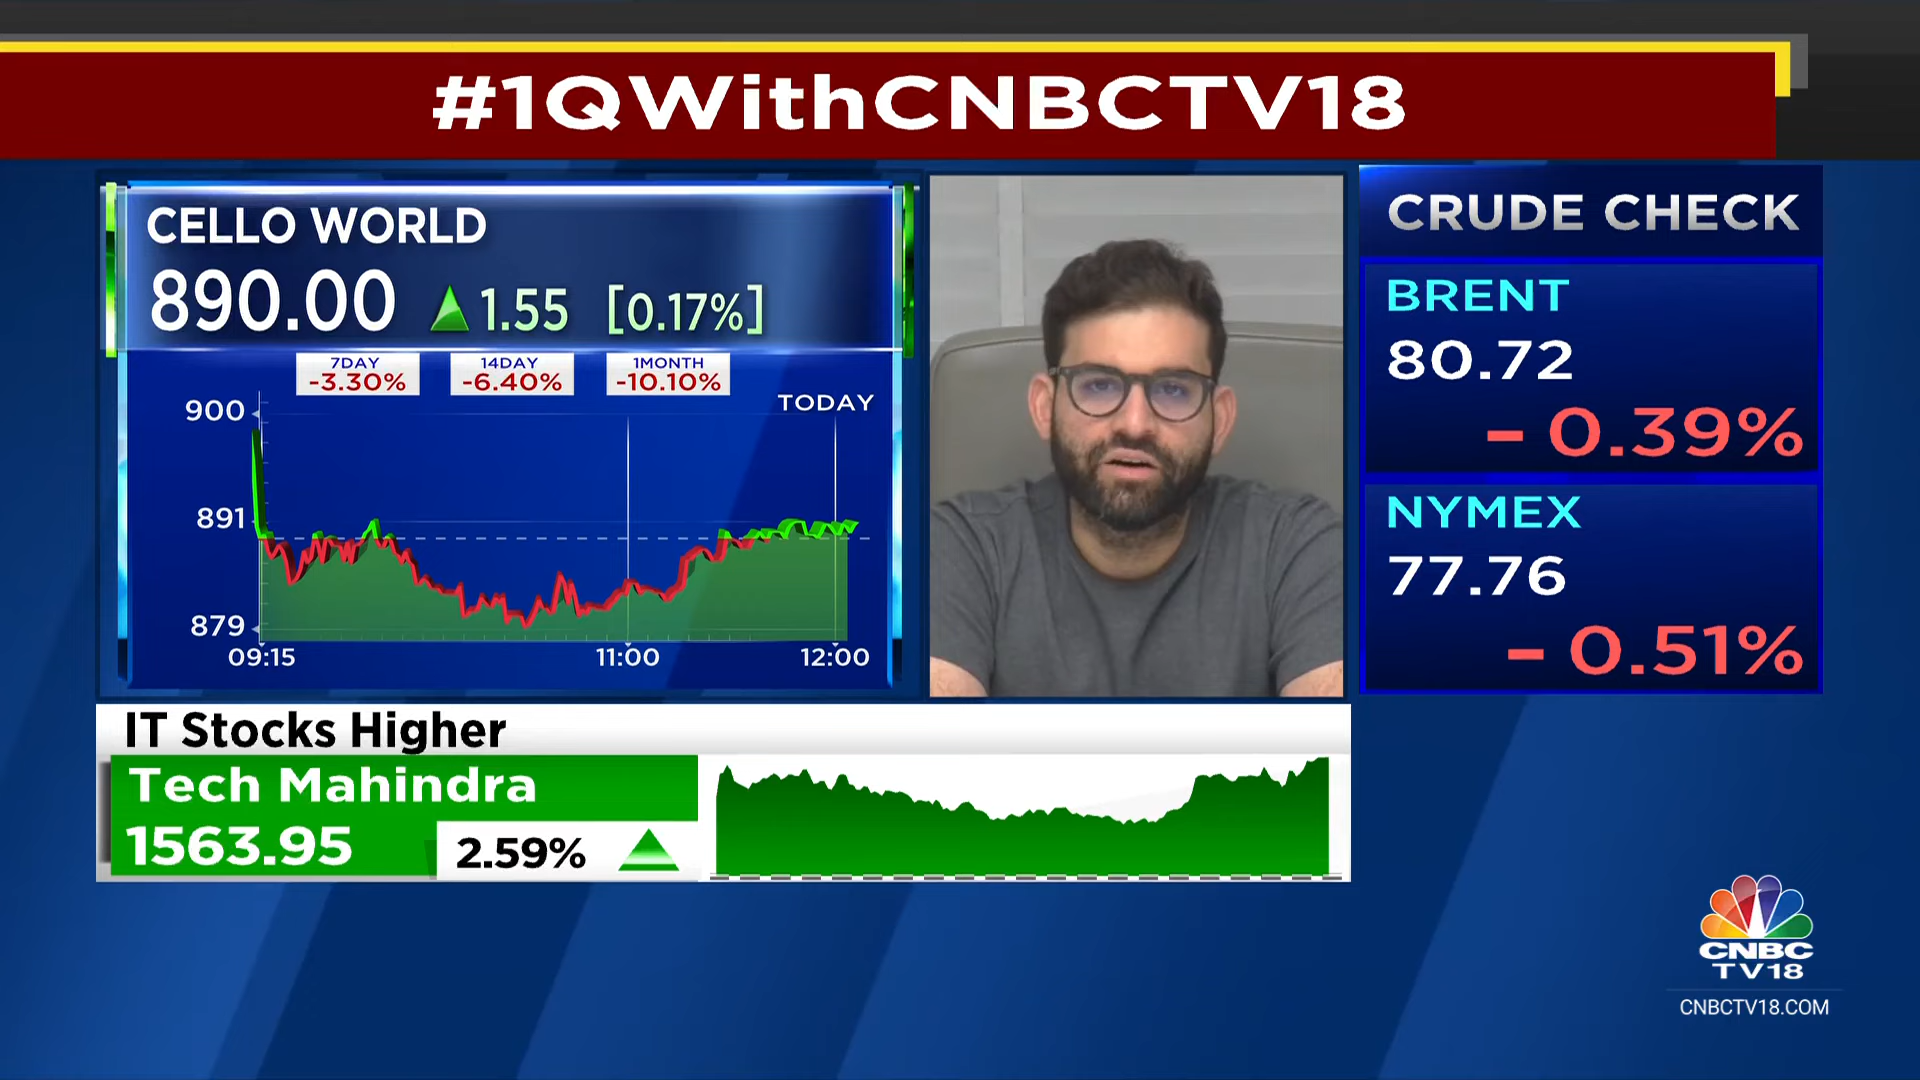 #1QWithCNBCTV18
CELLO WORLD
890.00 ▲ 1.55 [0.17%]
7DAY
-3.30%
14DAY
-6.40%
1MONTH
-10.10%
TODAY
900
891
879
09:15 11:00 12:00
CRUDE CHECK
BRENT
80.72
- 0.39%
NYMEX
77.76
- 0.51%
IT Stocks Higher
Tech Mahindra
1563.95 2.59%
CNBC
TV18
CNBCTV18.COM